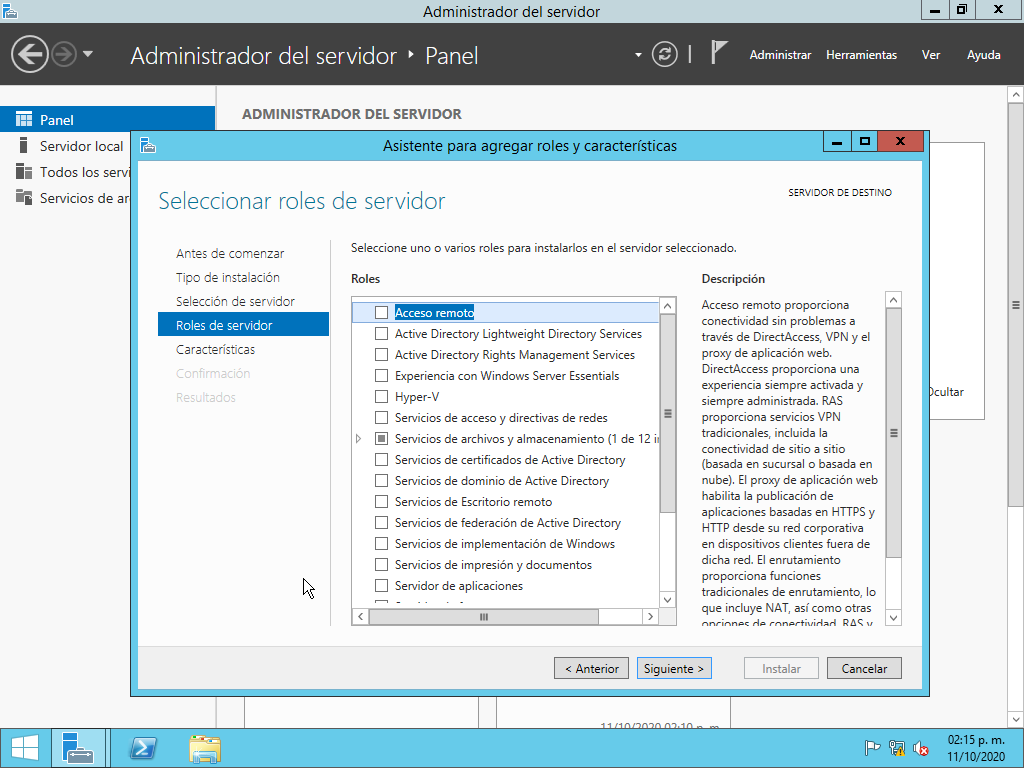 Administrador del servidor
Administrador del servidor ‣ Panel
Administrar Herramientas Ver Ayuda
Panel
Servidor local
Todos los servi
Servicios de ar
ADMINISTRADOR DEL SERVIDOR
Asistente para agregar roles y características
Seleccionar roles de servidor
SERVIDOR DE DESTINO
Antes de comenzar
Tipo de instalación
Selección de servidor
Roles de servidor
Características
Confirmación
Resultados
Seleccione uno o varios roles para instalarlos en el servidor seleccionado.
Roles
Acceso remoto
Active Directory Lightweight Directory Services
Active Directory Rights Management Services
Experiencia con Windows Server Essentials
Hyper-V
Servicios de acceso y directivas de redes
Servicios de archivos y almacenamiento (1 de 12 i
Servicios de certificados de Active Directory
Servicios de dominio de Active Directory
Servicios de Escritorio remoto
Servicios de federación de Active Directory
Servicios de implementación de Windows
Servicios de impresión y documentos
Servidor de aplicaciones
Descripción
Acceso remoto proporciona
conectividad sin problemas a
través de DirectAccess, VPN y el
proxy de aplicación web.
DirectAccess proporciona una
experiencia siempre activada y
siempre administrada. RAS
proporciona servicios VPN
tradicionales, incluida la
conectividad de sitio a sitio
(basada en sucursal o basada en
nube). El proxy de aplicación web
habilita la publicación de
aplicaciones basadas en HTTPS y
HTTP desde su red corporativa
en dispositivos clientes fuera de
dicha red. El enrutamiento
proporciona funciones
tradicionales de enrutamiento, lo
que incluye NAT, así como otras
opciones de conectividad. RAS y
Ocultar
< Anterior
Siguiente >
Instalar
Cancelar
11/10/2020 02:10 p. m.
02:15 p. m.
11/10/2020